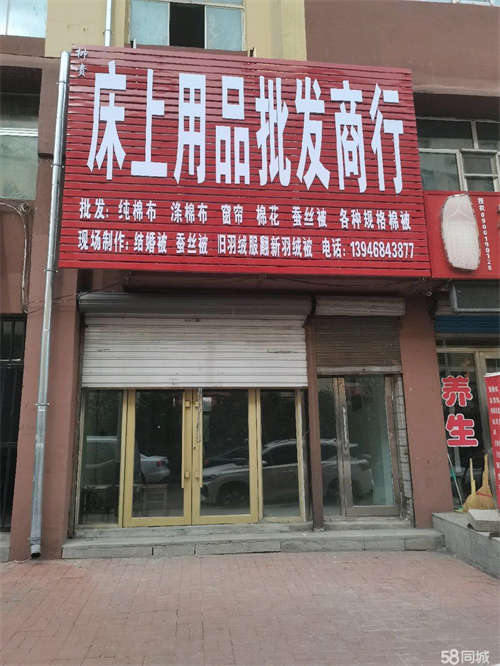 床上用品批发商行
批发：纯棉布 涤棉布 窗帘 棉花 蚕丝被 各种规格棉被
现场制作：结婚被 蚕丝被 旧羽绒服翻新羽绒被 电话：13946843877
养生
58同城